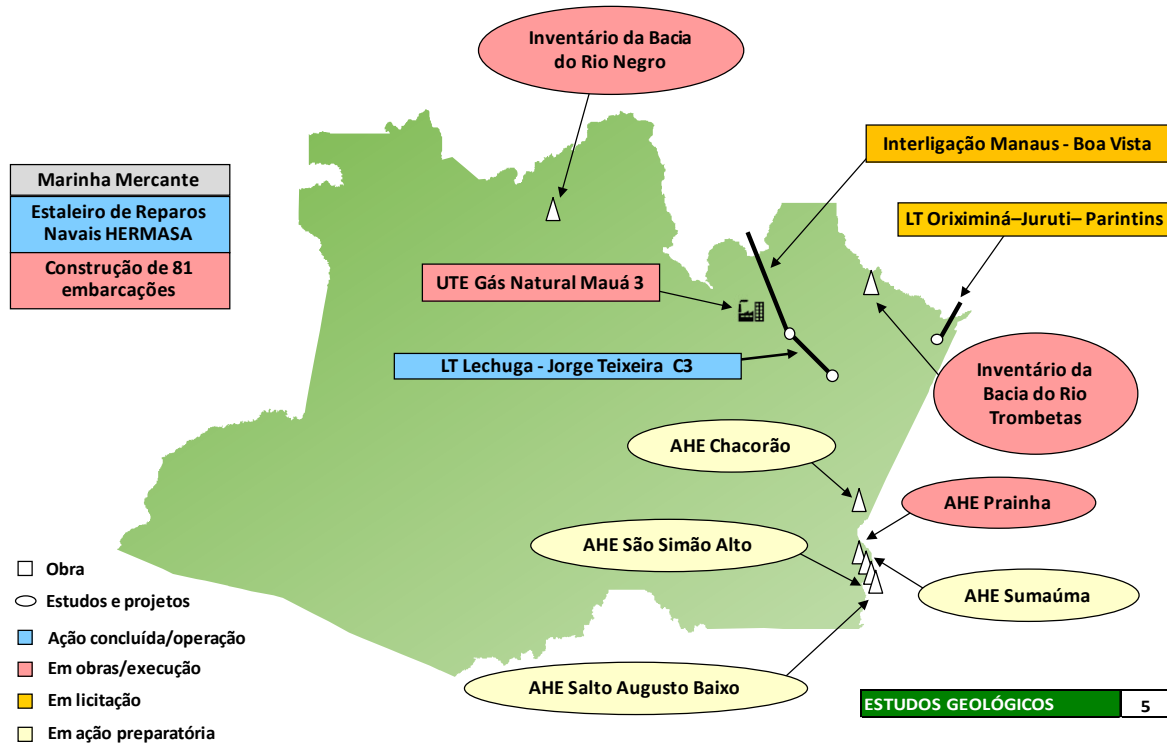 Inventário da Bacia
do Rio Negro
Interligação Manaus - Boa Vista
Marinha Mercante
Estaleiro de Reparos
Navais HERMASA
Construção de 81
embarcações
LT Oriximiná–Juruti– Parintins
UTE Gás Natural Mauá 3
LT Lechuga - Jorge Teixeira C3
Inventário da
Bacia do Rio
Trombetas
AHE Chacorão
AHE Prainha
AHE São Simão Alto
AHE Sumaúma
AHE Salto Augusto Baixo
Obra
Estudos e projetos
Ação concluída/operação
Em obras/execução
Em licitação
Em ação preparatória
ESTUDOS GEOLÓGICOS 5